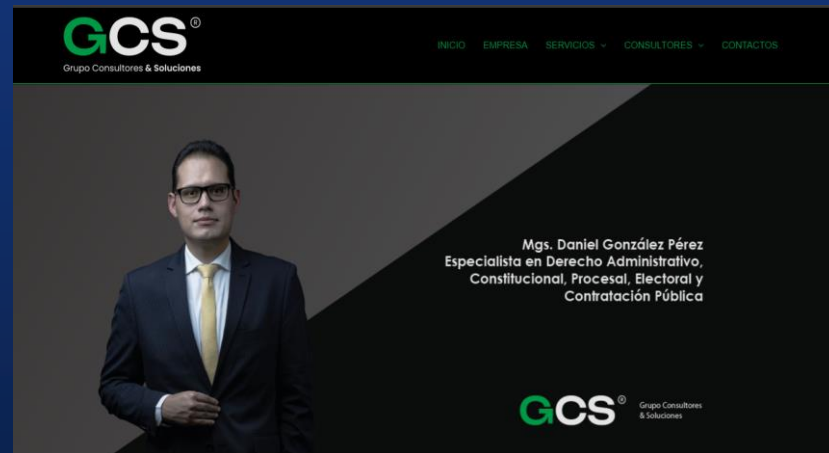 GCS®
Grupo Consultores & Soluciones
INICIO EMPRESA SERVICIOS CONSULTORES CONTACTOS
Mgs. Daniel González Pérez
Especialista en Derecho Administrativo,
Constitucional, Procesal, Electoral y
Contratación Pública
GCS®
Grupo Consultores
& Soluciones